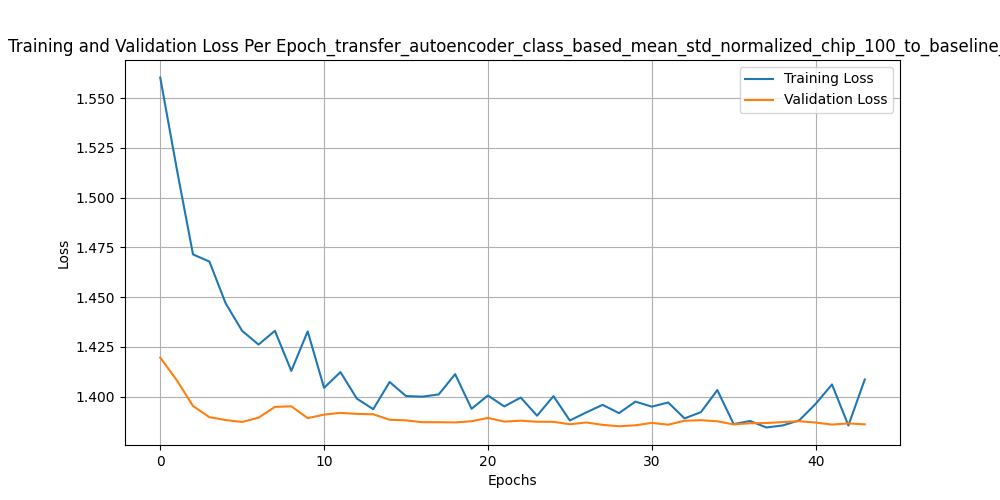 Training and Validation Loss Per Epoch_transfer_autoencoder_class_based_mean_std_normalized_chip_100_to_baseline_
Training Loss
Validation Loss
1.550
1.525
1.500
1.475
1.450
1.425
1.400
Loss
0
10
20
30
40
Epochs